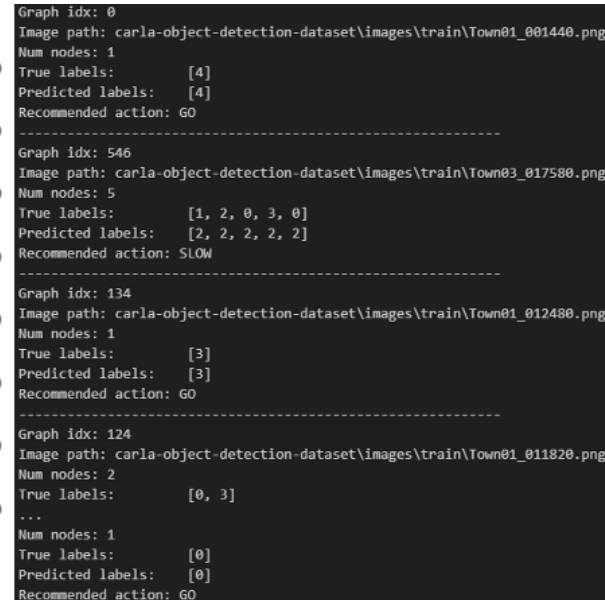 Graph idx: 0
Image path: carla-object-detection-dataset\images\train\Town01_001440.png
Num nodes: 1
True labels: [4]
Predicted labels: [4]
Recommended action: GO
------------------------------------------------------------
Graph idx: 546
Image path: carla-object-detection-dataset\images\train\Town03_017580.png
Num nodes: 5
True labels: [1, 2, 0, 3, 0]
Predicted labels: [2, 2, 2, 2, 2]
Recommended action: SLOW
------------------------------------------------------------
Graph idx: 134
Image path: carla-object-detection-dataset\images\train\Town01_012480.png
Num nodes: 1
True labels: [3]
Predicted labels: [3]
Recommended action: GO
------------------------------------------------------------
Graph idx: 124
Image path: carla-object-detection-dataset\images\train\Town01_011820.png
Num nodes: 2
True labels: [0, 3]
...
Num nodes: 1
True labels: [0]
Predicted labels: [0]
Recommended action: GO